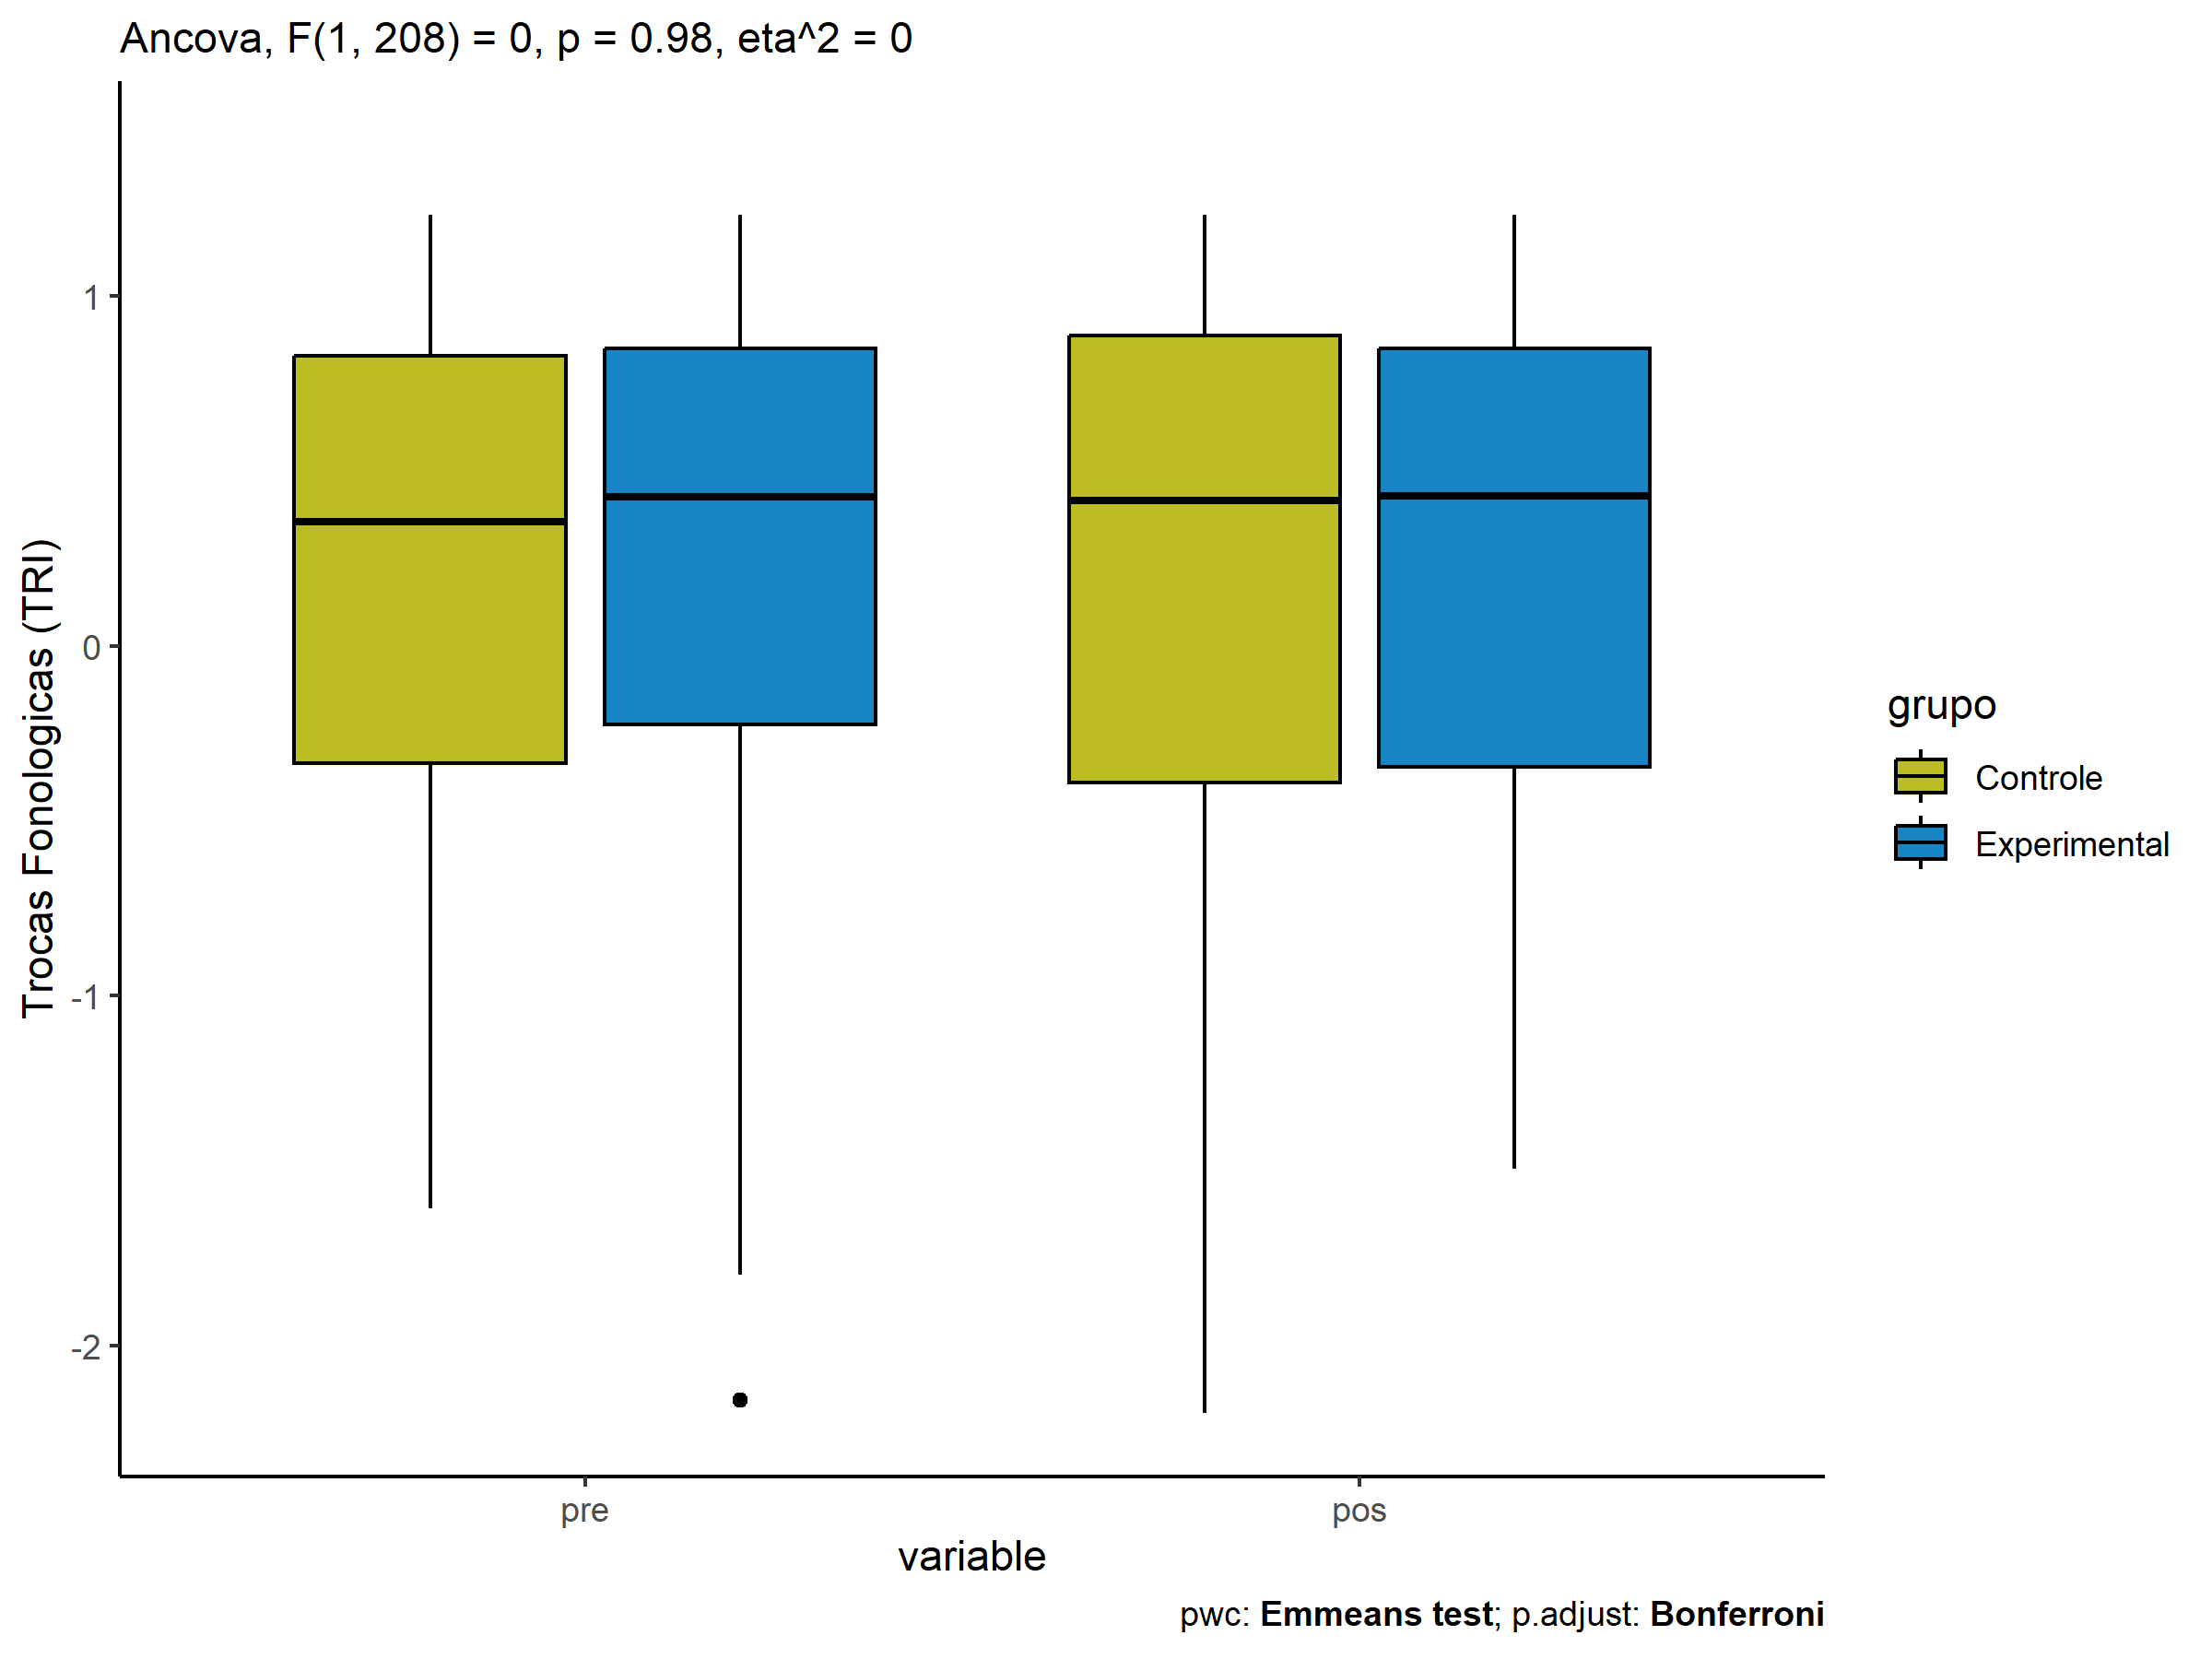 Ancova, F(1, 208) = 0, p = 0.98, eta^2 = 0
Trocas Fonologicas (TRI)
1
0
-1
-2
pre
pos
variable
grupo
Controle
Experimental
pwc: Emmeans test; p.adjust: Bonferroni